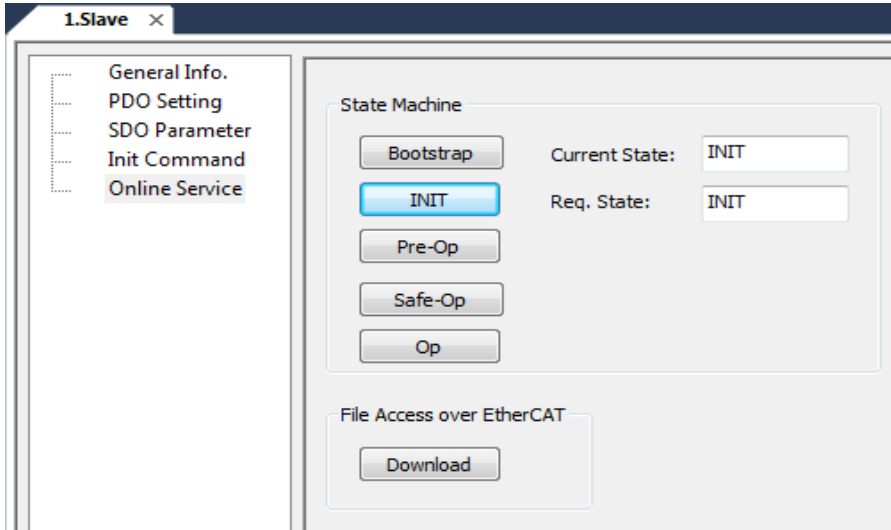 1.Slave
General Info.
PDO Setting
SDO Parameter
Init Command
Online Service
State Machine
Bootstrap
Current State: INIT
INIT
Req. State: INIT
Pre-Op
Safe-Op
Op
File Access over EtherCAT
Download